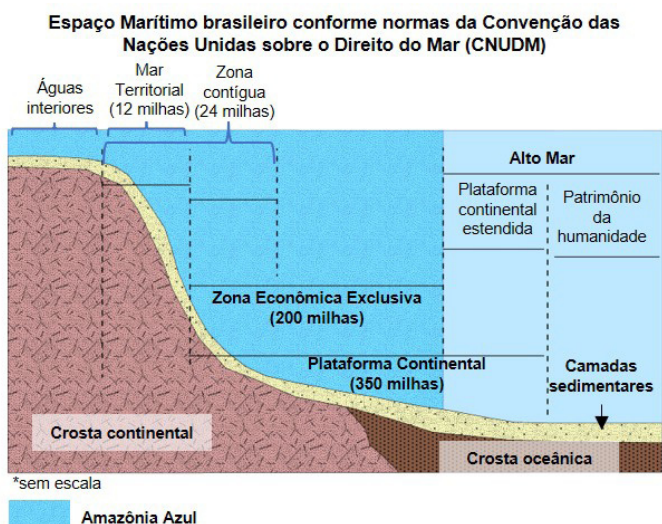 Espaço Marítimo brasileiro conforme normas da Convenção das
Nações Unidas sobre o Direito do Mar (CNUDM)
Águas
interiores
Mar
Territorial
(12 milhas)
Zona
contígua
(24 milhas)
Alto Mar
Plataforma
continental
estendida
Patrimônio
da
humanidade
Zona Econômica Exclusiva
(200 milhas)
Plataforma Continental
(350 milhas)
Camadas
sedimentares
Crosta continental
Crosta oceânica
*sem escala
Amazônia Azul